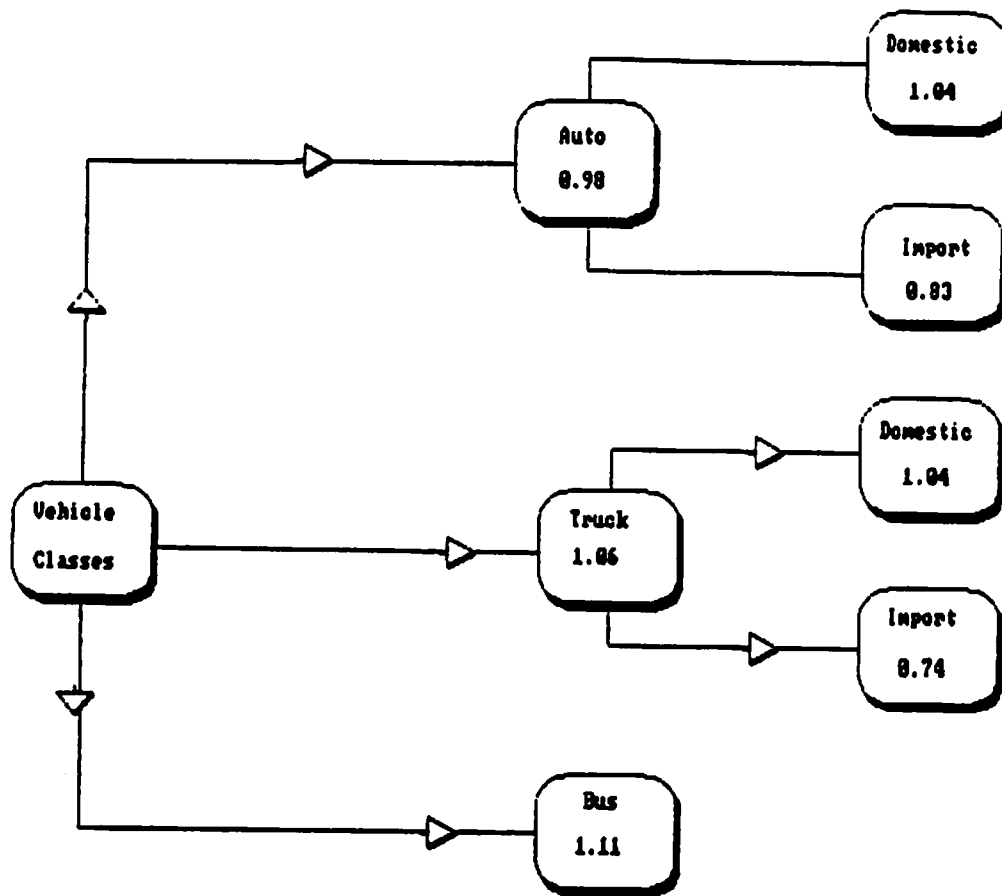 Domestic
1.04
Auto
0.98
Import
0.83
Domestic
1.04
Vehicle
Classes
Truck
1.06
Import
0.74
Bus
1.11